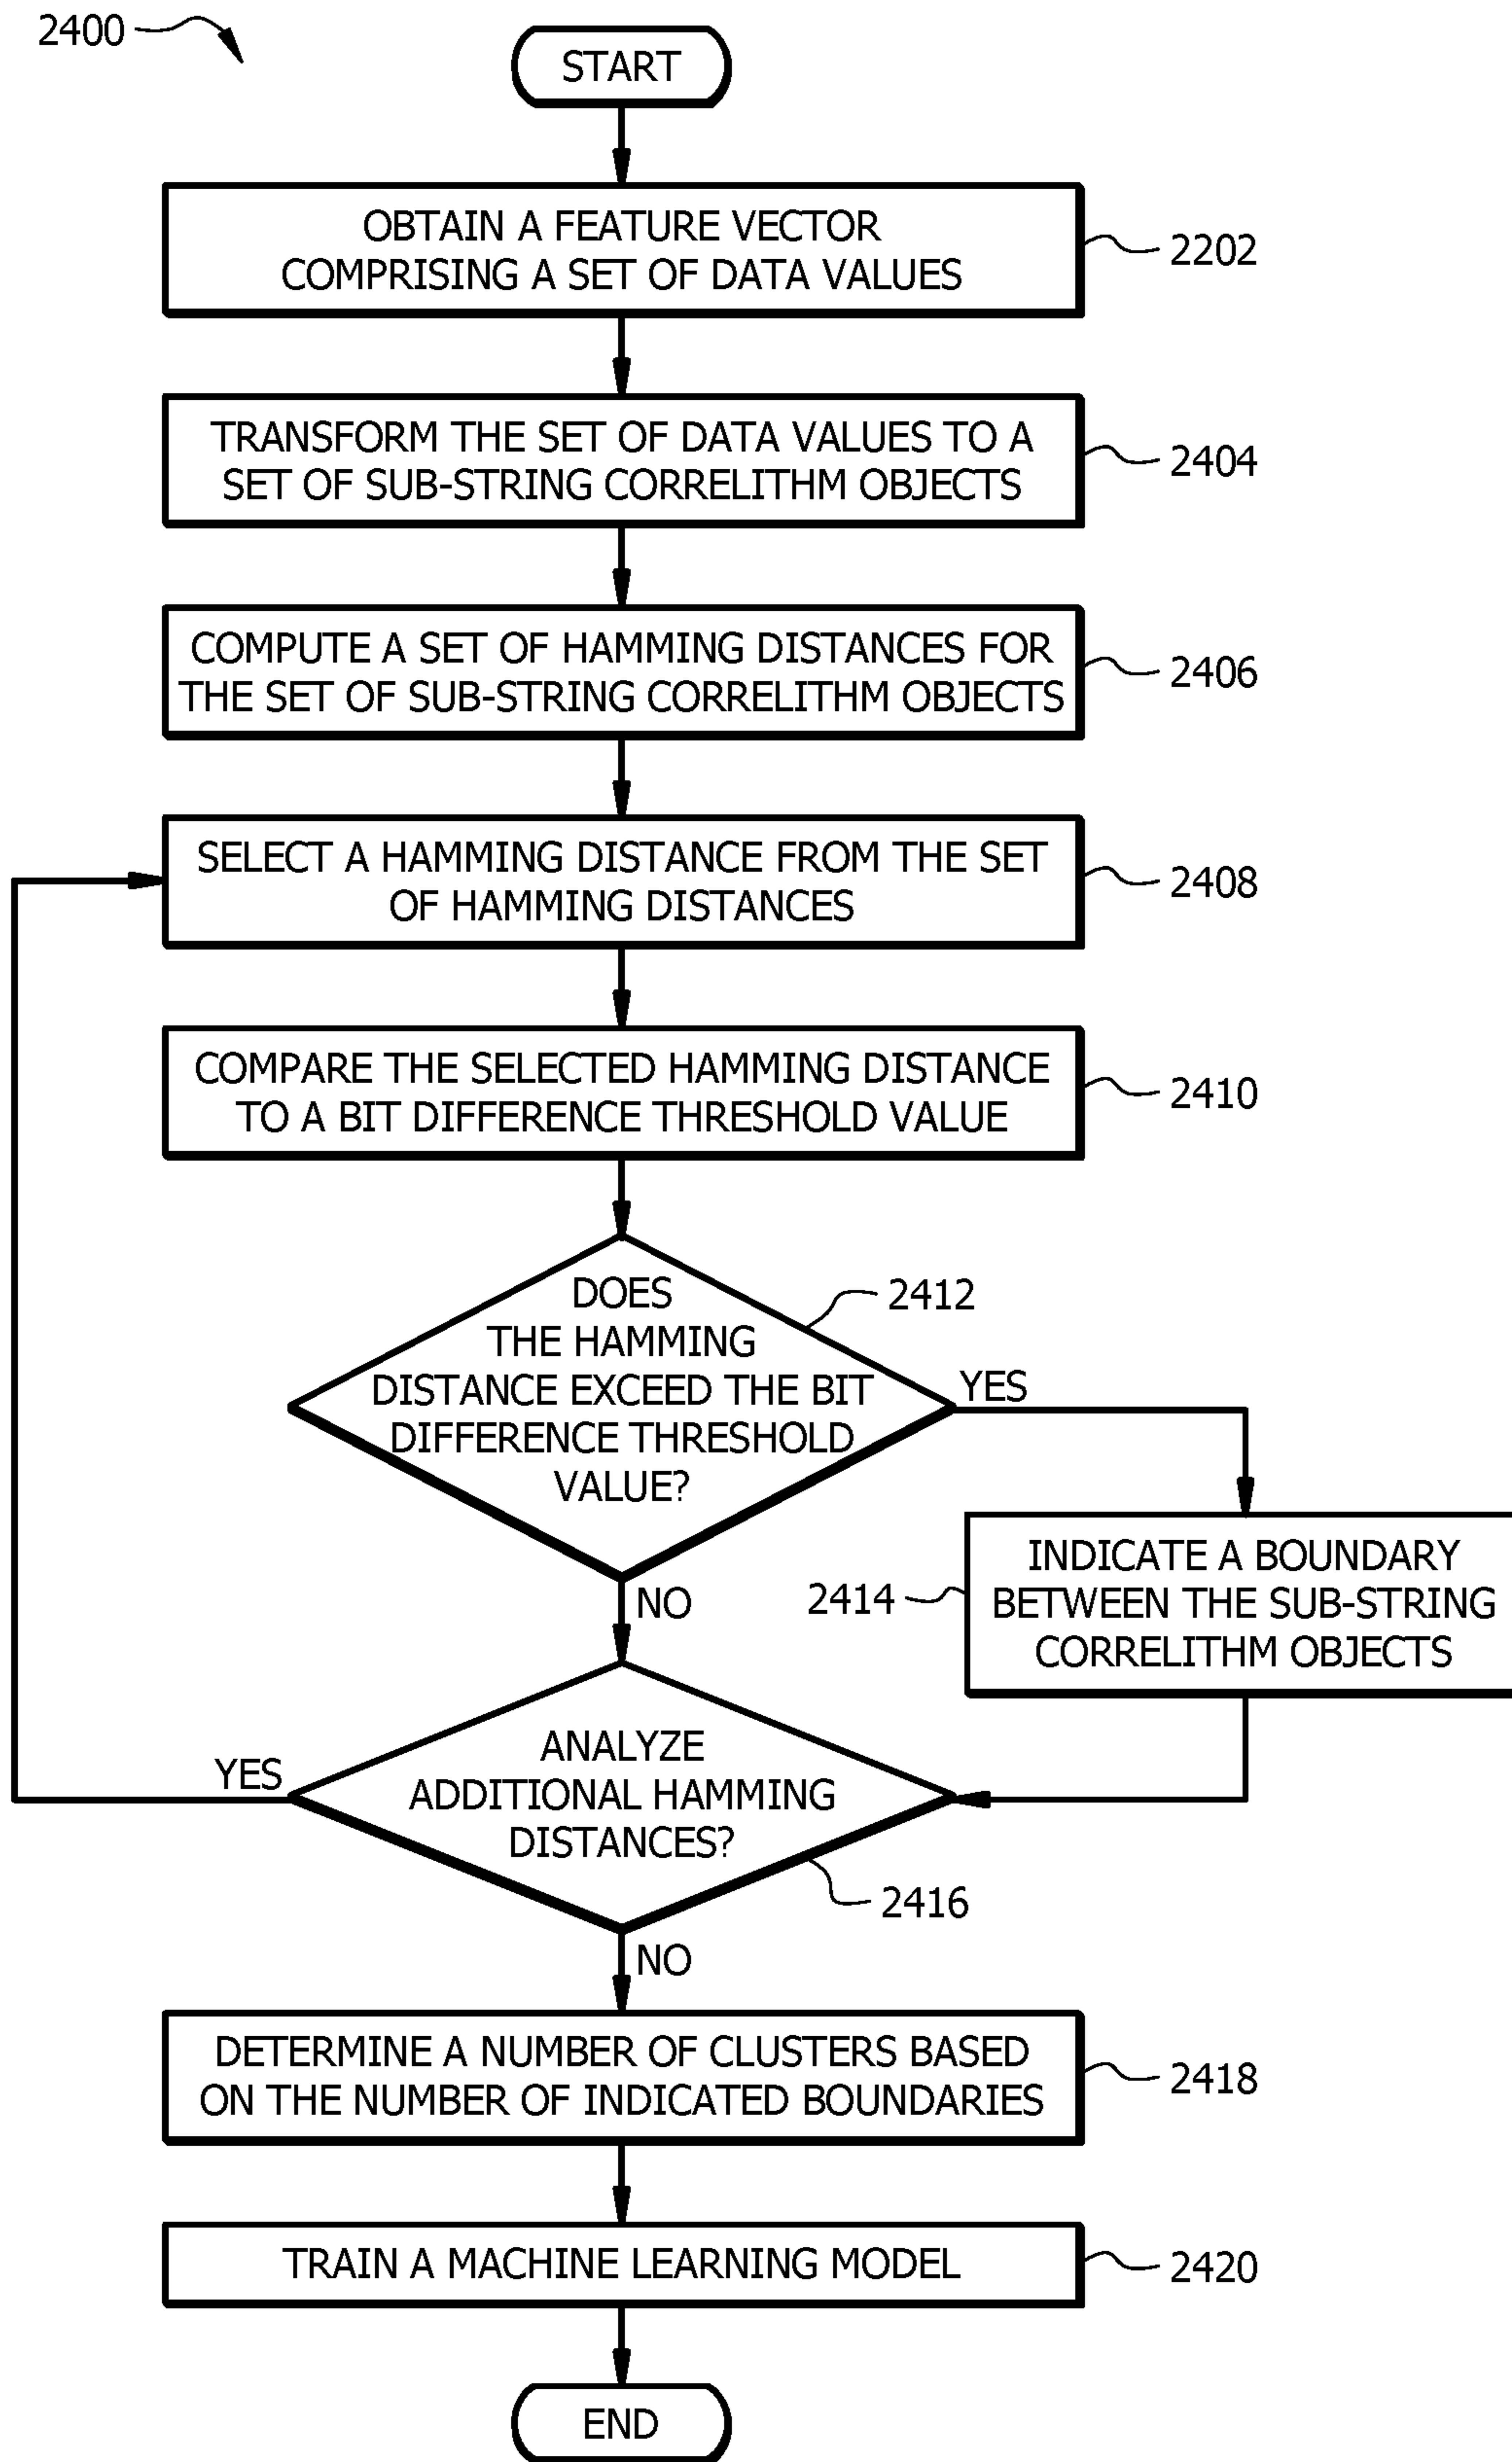 2400
START
OBTAIN A FEATURE VECTOR
COMPRISING A SET OF DATA VALUES
2202
TRANSFORM THE SET OF DATA VALUES TO A
SET OF SUB-STRING CORRELITHM OBJECTS
2404
COMPUTE A SET OF HAMMING DISTANCES FOR
THE SET OF SUB-STRING CORRELITHM OBJECTS
2406
SELECT A HAMMING DISTANCE FROM THE SET
OF HAMMING DISTANCES
2408
COMPARE THE SELECTED HAMMING DISTANCE
TO A BIT DIFFERENCE THRESHOLD VALUE
2410
DOES
THE HAMMING
DISTANCE EXCEED THE BIT
DIFFERENCE THRESHOLD
VALUE?
2412
YES
NO
INDICATE A BOUNDARY
BETWEEN THE SUB-STRING
CORRELITHM OBJECTS
2414
ANALYZE
ADDITIONAL HAMMING
DISTANCES?
YES
2416
NO
DETERMINE A NUMBER OF CLUSTERS BASED
ON THE NUMBER OF INDICATED BOUNDARIES
2418
TRAIN A MACHINE LEARNING MODEL
2420
END